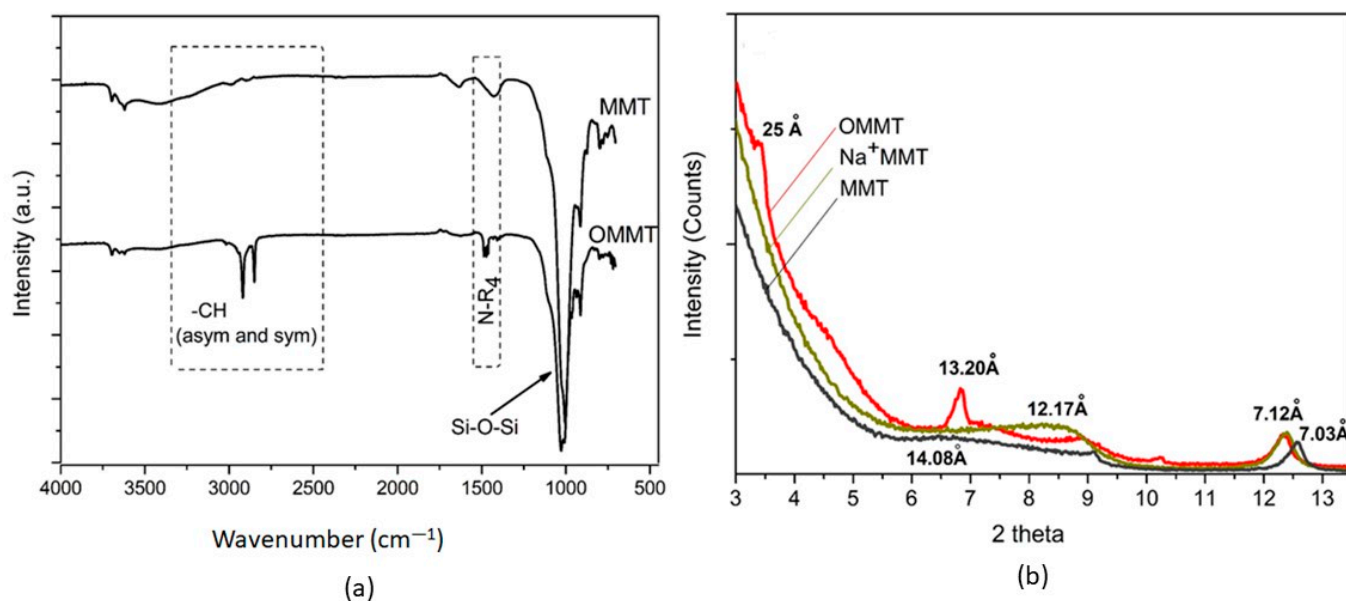 Intensity (a.u.)
MMT
OMMT
-CH
(asym and sym)
N-R4
Si-O-Si
4000 3500 3000 2500 2000 1500 1000 500
Wavenumber (cm⁻¹)
(a)
Intensity (Counts)
25 Å
OMMT
Na⁺MMT
MMT
13.20Å
12.17Å
14.08Å
7.12Å
7.03Å
3 4 5 6 7 8 9 10 11 12 13
2 theta
(b)